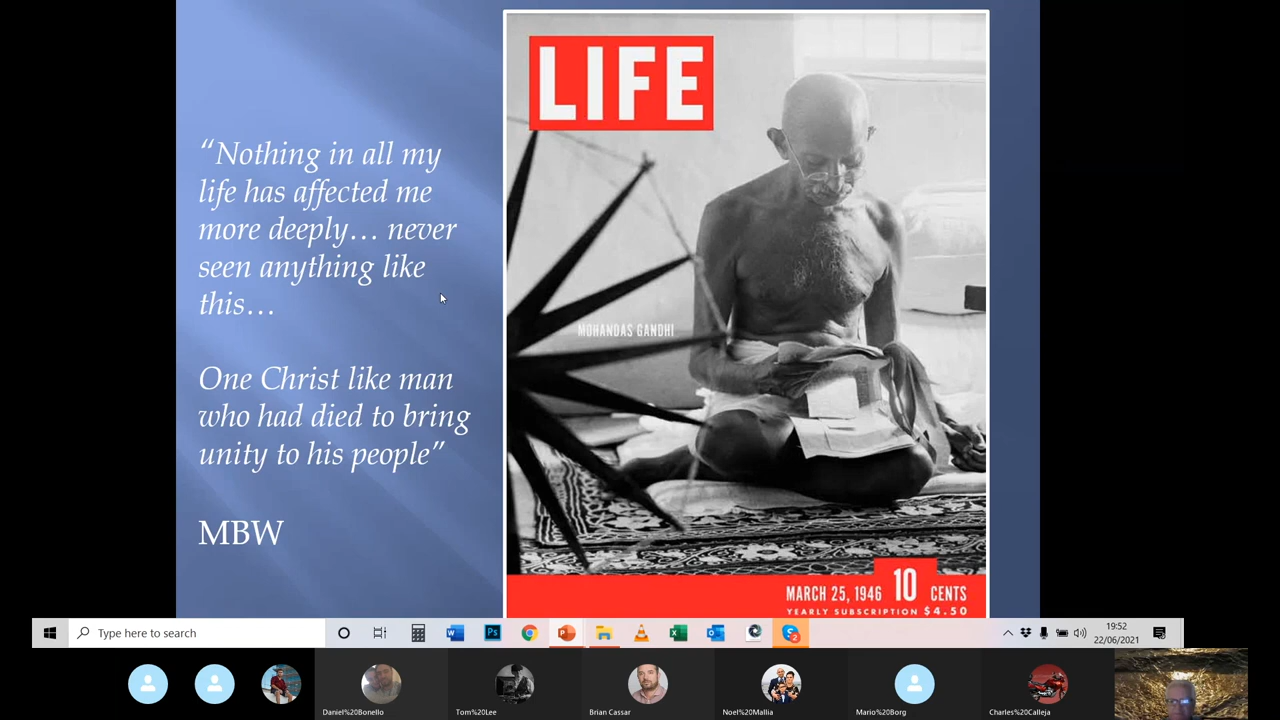 “Nothing in all my
life has affected me
more deeply… never
seen anything like
this…
One Christ like man
who had died to bring
unity to his people”
MBW
LIFE
MOHANDAS GANDHI
MARCH 25, 1946 10 CENTS
YEARLY SUBSCRIPTION $4.50
Type here to search
19:52
22/06/2021
Daniel%20Bonello
Tom%20Lee
Brian Cassar
Noel%20Mallia
Mario%20Borg
Charles%20Calleja